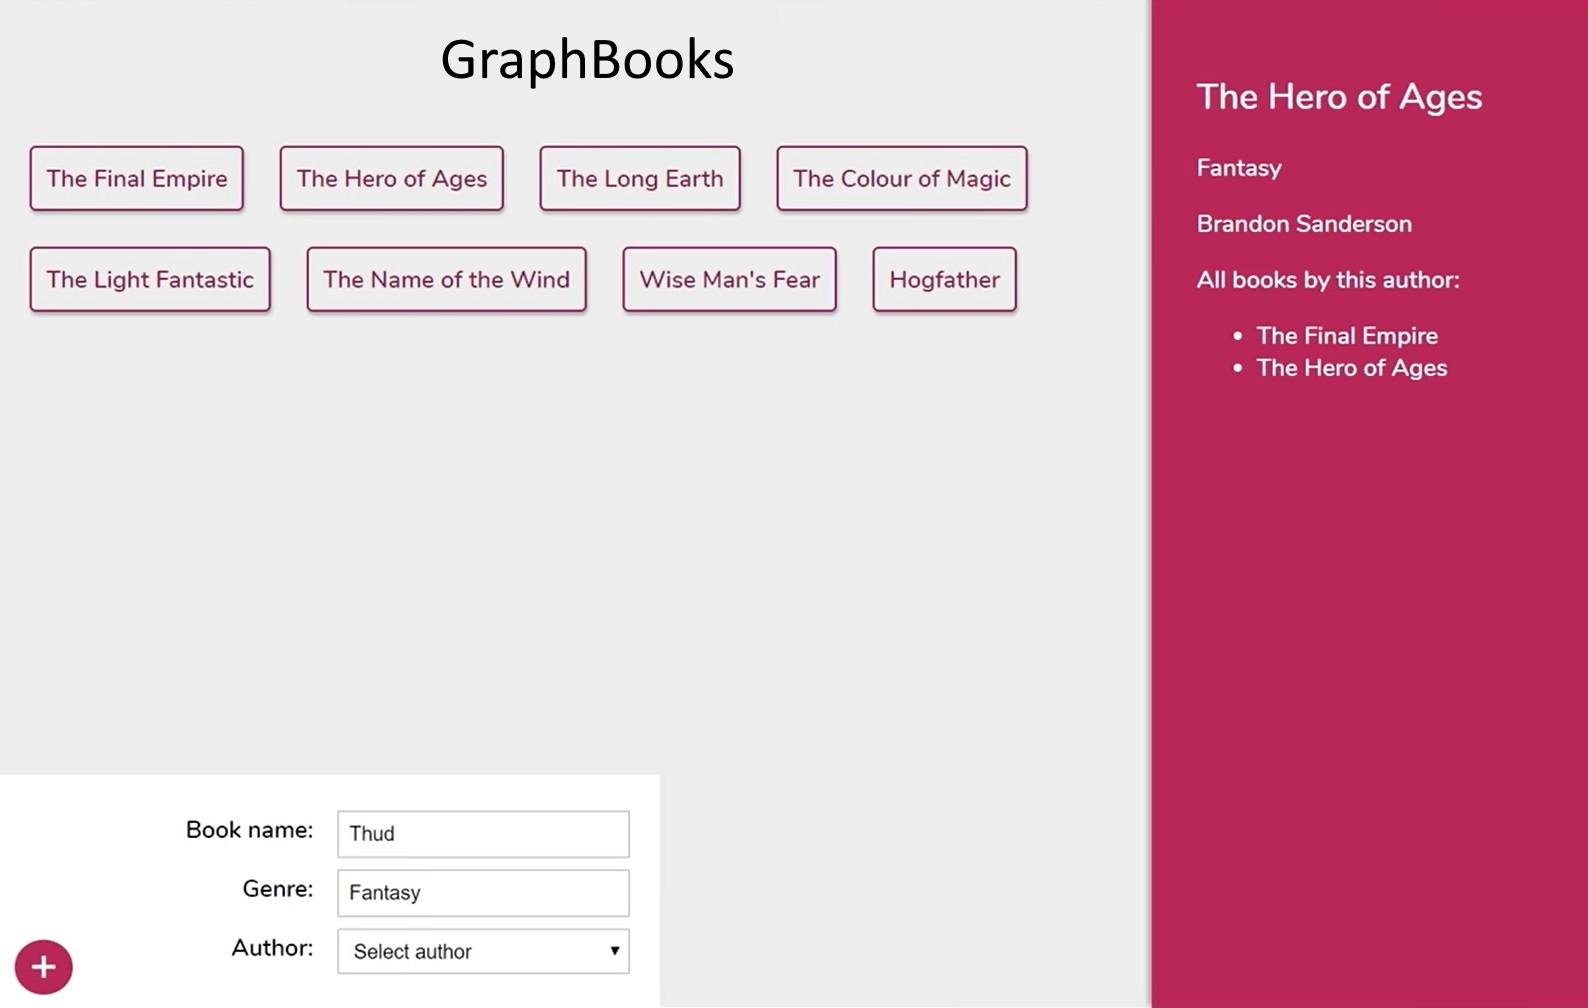 GraphBooks
The Final Empire
The Hero of Ages
The Long Earth
The Colour of Magic
The Light Fantastic
The Name of the Wind
Wise Man's Fear
Hogfather
Book name: Thud
Genre: Fantasy
Author: Select author
+
The Hero of Ages
Fantasy
Brandon Sanderson
All books by this author:
• The Final Empire
• The Hero of Ages